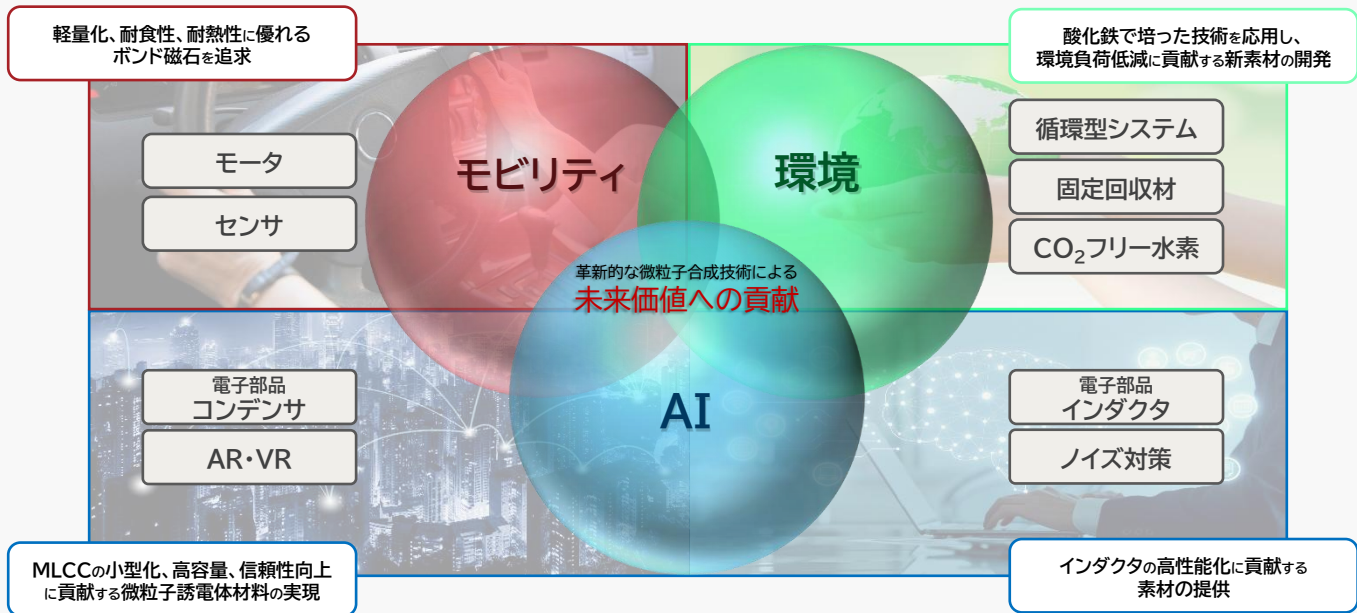 軽量化、耐食性、耐熱性に優れる
ボンド磁石を追求
酸化鉄で培った技術を応用し、
環境負荷低減に貢献する新素材の開発
モータ
センサ
モビリティ
環境
循環型システム
固定回収材
CO₂フリー水素
革新的な微粒子合成技術による
未来価値への貢献
電子部品
コンデンサ
AR・VR
AI
電子部品
インダクタ
ノイズ対策
MLCCの小型化、高容量、信頼性向上
に貢献する微粒子誘電体材料の実現
インダクタの高性能化に貢献する
素材の提供